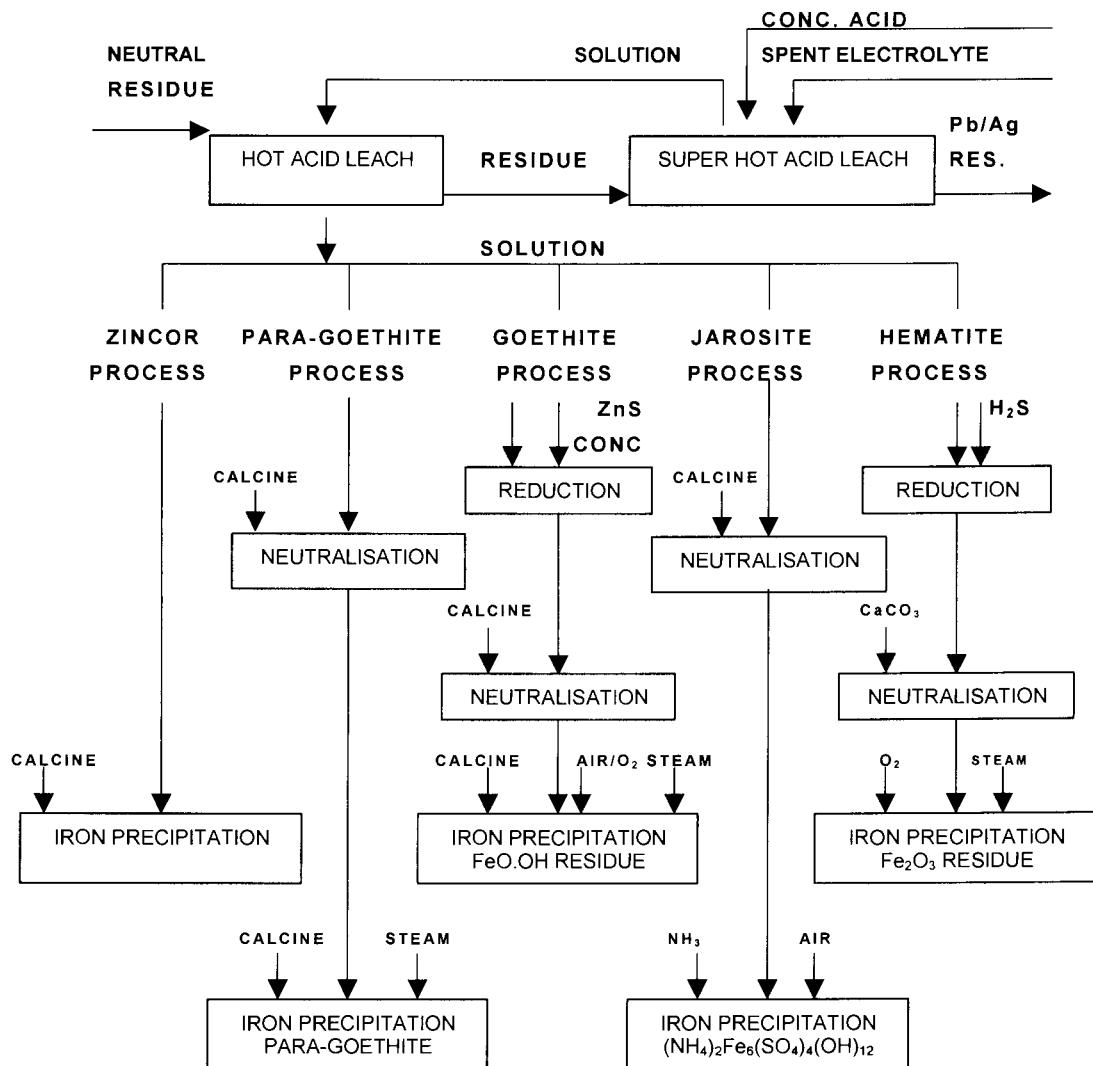 CONC. ACID
NEUTRAL
SOLUTION
SPENT ELECTROLYTE
RESIDUE
Pb/Ag
HOT ACID LEACH
RESIDUE
SUPER HOT ACID LEACH
RES.
SOLUTION
ZINCOR
PROCESS
PARA-GOETHITE
PROCESS
GOETHITE
PROCESS
JAROSITE
PROCESS
HEMATITE
PROCESS
ZnS
CONC
H₂S
CALCINE
REDUCTION
CALCINE
REDUCTION
NEUTRALISATION
NEUTRALISATION
CALCINE
CaCO₃
NEUTRALISATION
NEUTRALISATION
CALCINE
CALCINE
AIR/O₂
STEAM
O₂
STEAM
IRON PRECIPITATION
IRON PRECIPITATION
FeO.OH RESIDUE
IRON PRECIPITATION
Fe₂O₃ RESIDUE
CALCINE
STEAM
NH₃
AIR
IRON PRECIPITATION
PARA-GOETHITE
IRON PRECIPITATION
(NH₄)₂Fe₆(SO₄)₄(OH)₁₂